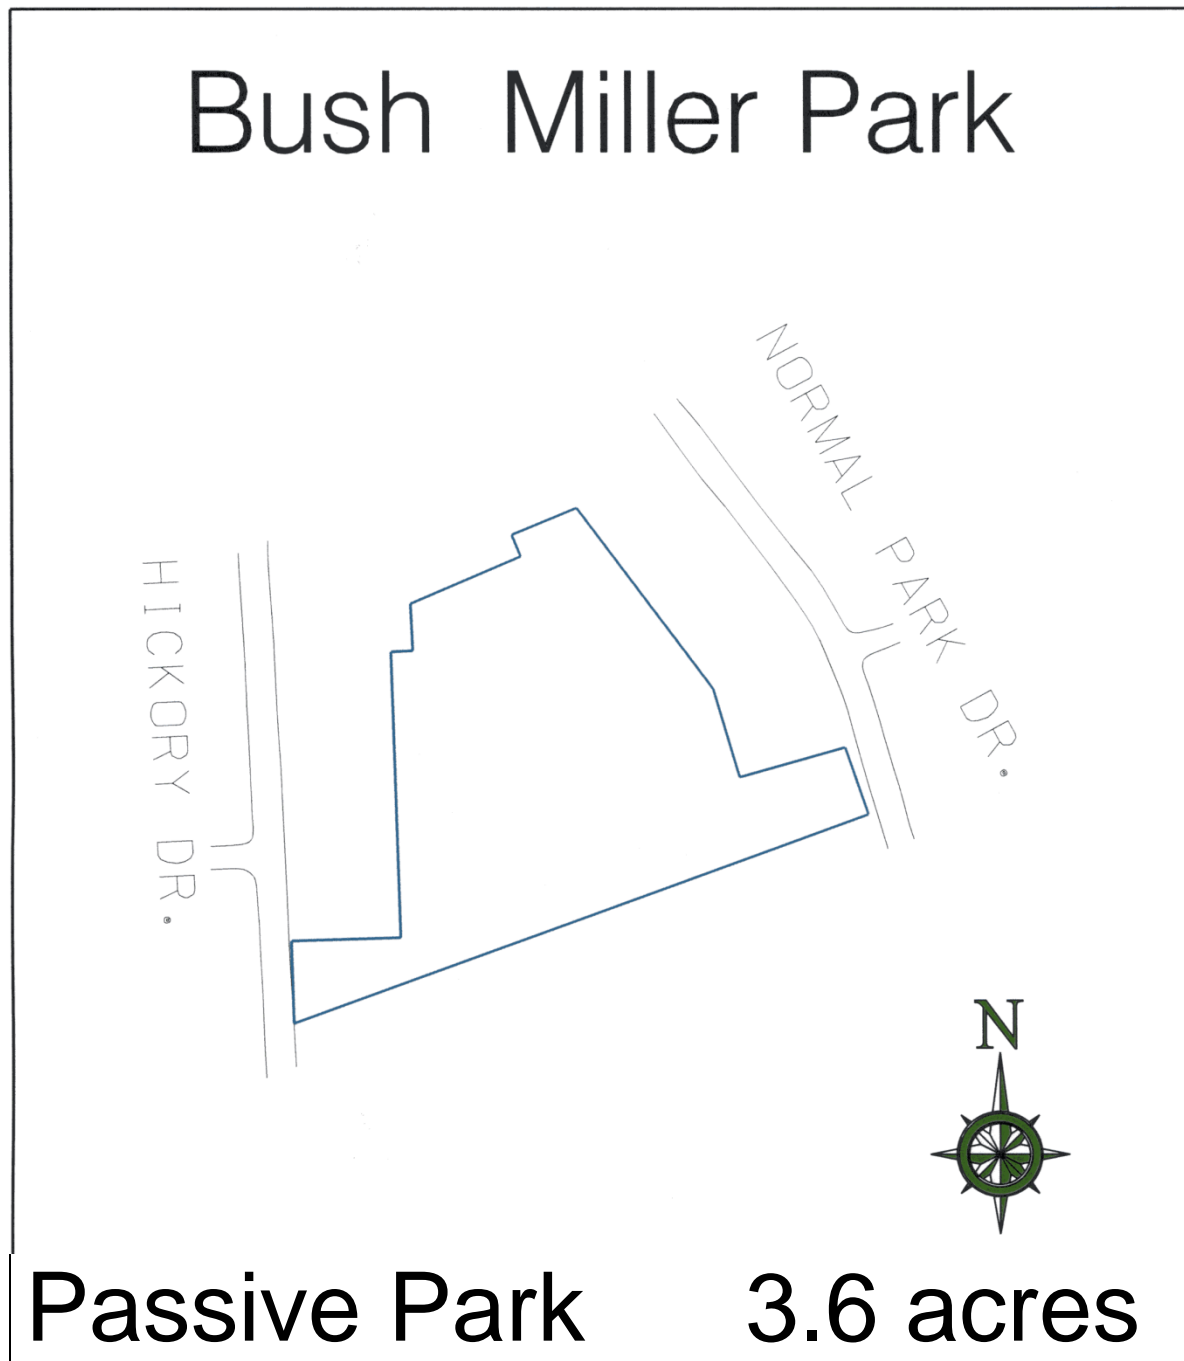 Bush Miller Park
NORMAL PARK DR.
HICKORY DR.
N
Passive Park 3.6 acres